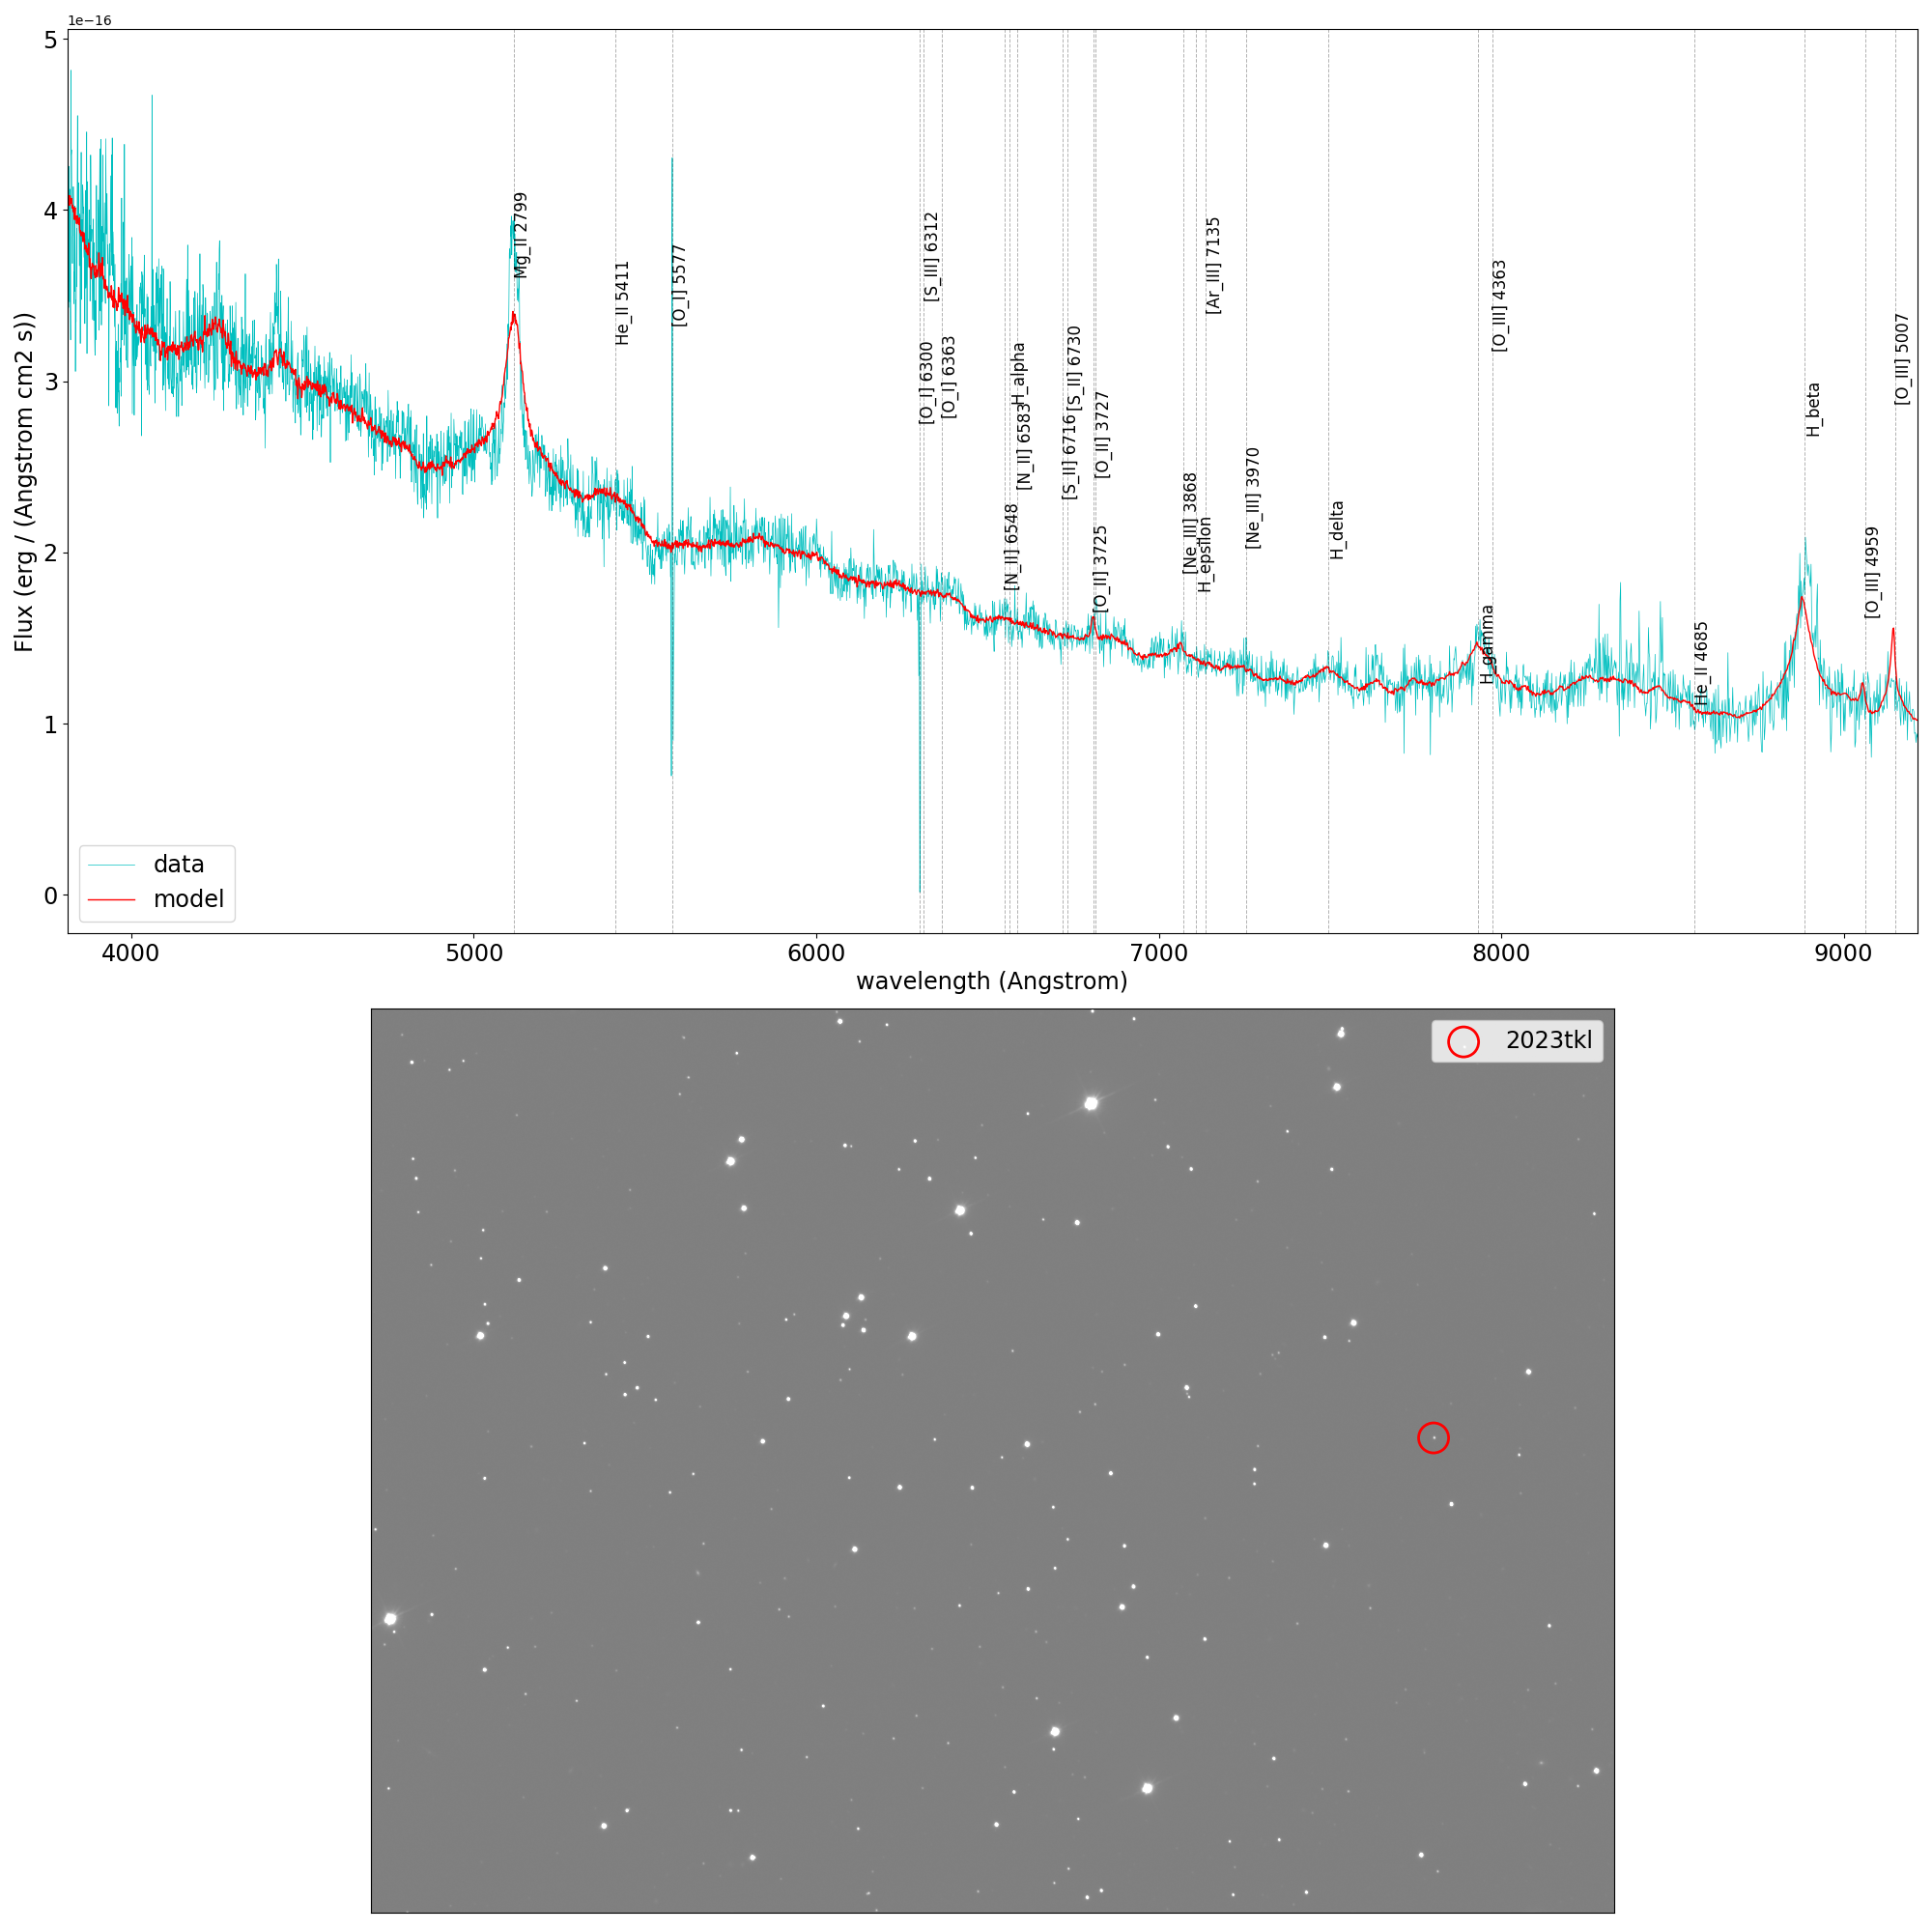 1e−16
5
4
3
2
1
0
Flux (erg / (Angstrom cm2 s))
Mg_II 2799
He_II 5411
[O_I] 5577
[O_I] 6300
[S_III] 6312
[O_I] 6363
[N_II] 6548
H_alpha
[N_II] 6583
[S_II] 6716
[S_II] 6730
[O_II] 3725
[O_II] 3727
[Ne_III] 3868
H_epsilon
[Ar_III] 7135
[Ne_III] 3970
H_delta
H_gamma
[O_III] 4363
He_II 4685
H_beta
[O_III] 4959
[O_III] 5007
data
model
4000 5000 6000 7000 8000 9000
wavelength (Angstrom)
2023tkl